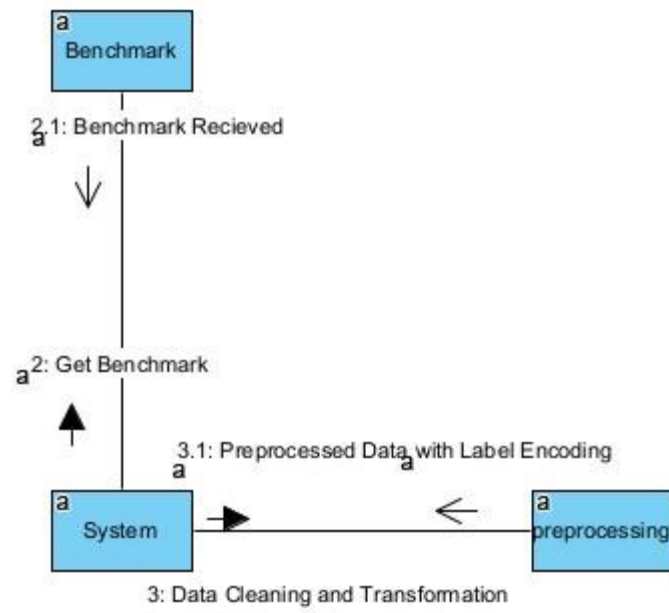 a
Benchmark
2.1: Benchmark Recieved
a
2: Get Benchmark
a
3.1: Preprocessed Data with Label Encoding
a
a
a
System
a
preprocessing
3: Data Cleaning and Transformation